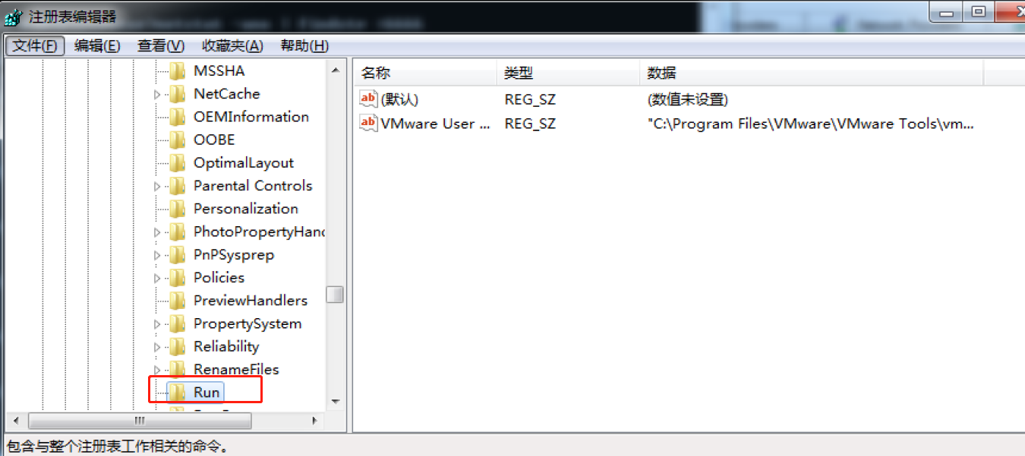 注册表编辑器
文件(F) 编辑(E) 查看(V) 收藏夹(A) 帮助(H)
MSSHA
NetCache
OEMInformation
OOBE
OptimalLayout
Parental Controls
Personalization
PhotoPropertyHand
PnPSysprep
Policies
PreviewHandlers
PropertySystem
Reliability
RenameFiles
Run
名称 类型 数据
(默认) REG_SZ (数值未设置)
VMware User ... REG_SZ "C:\Program Files\VMware\VMware Tools\vm...
包含与整个注册表工作相关的命令。